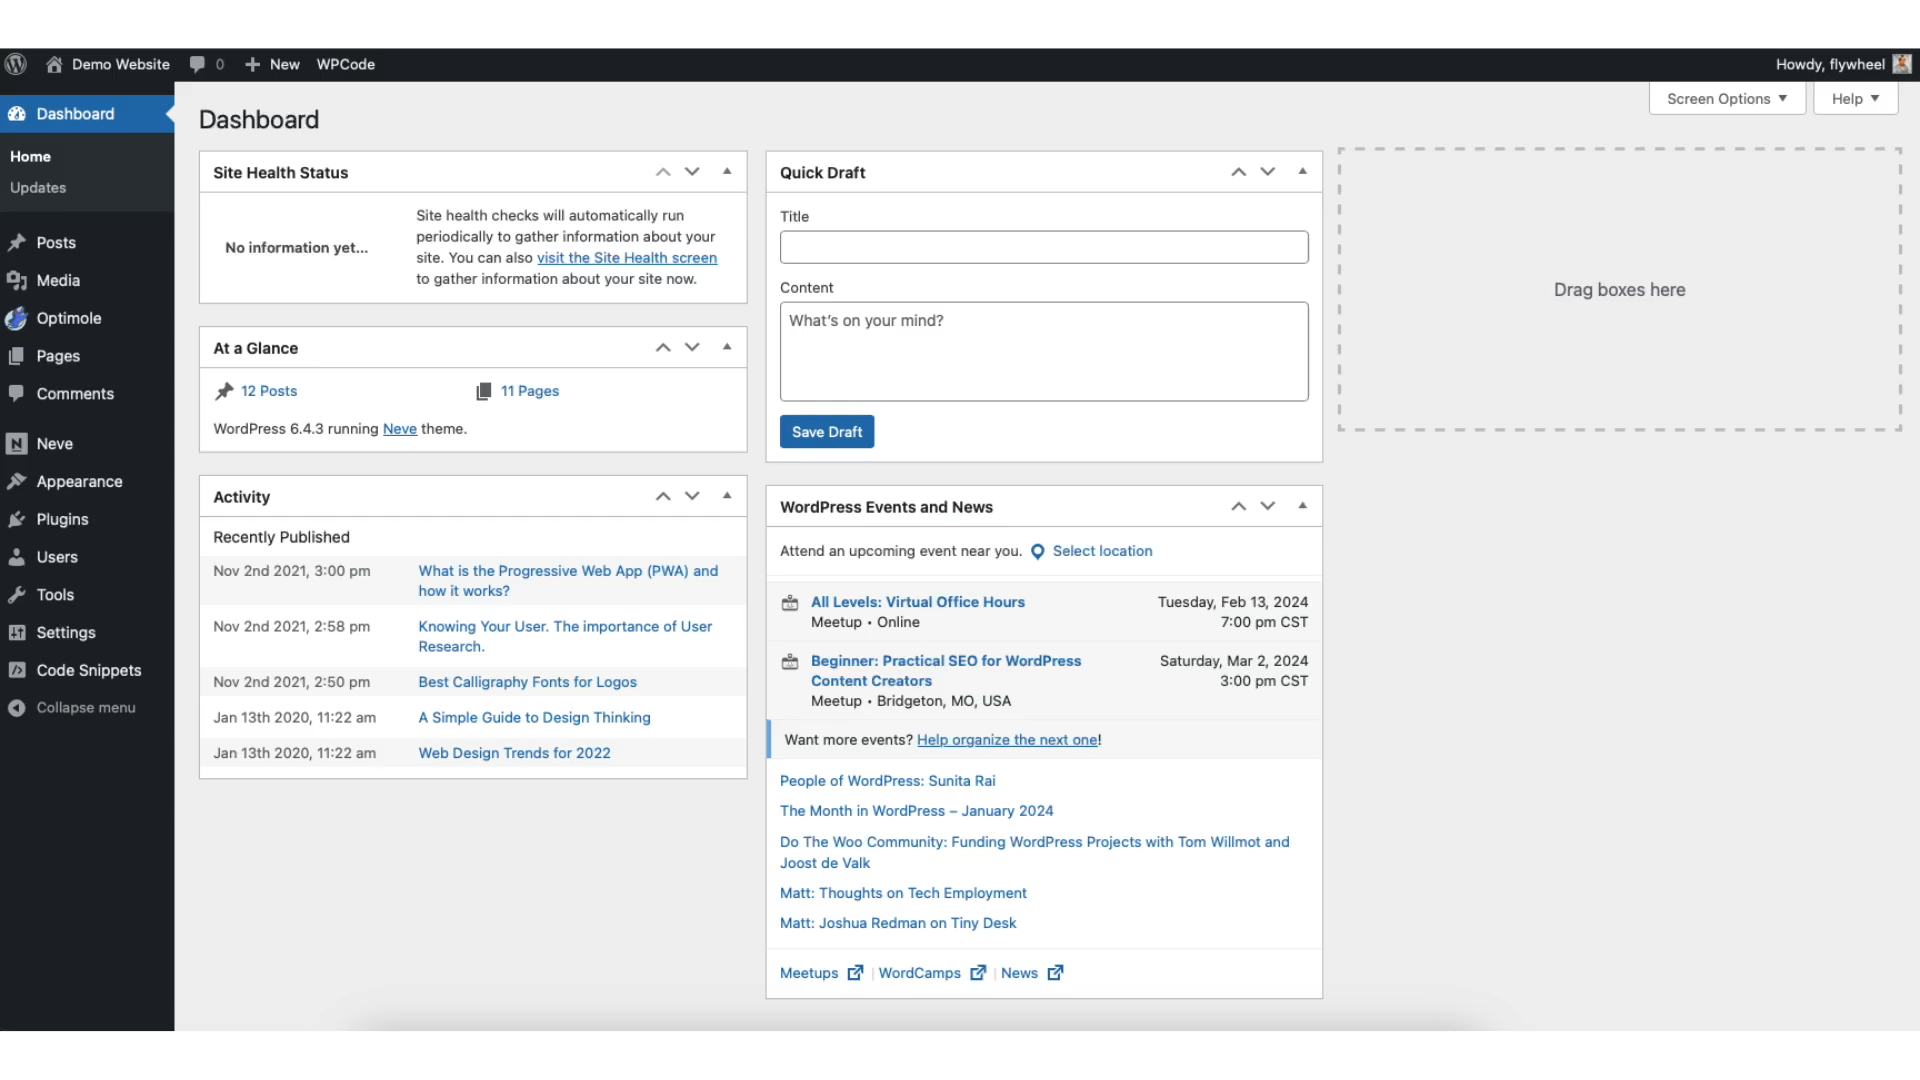 Demo Website
0
New
WPCode
Howdy, flywheel
Dashboard
Home
Updates
Posts
Media
Optimole
Pages
Comments
Neve
Appearance
Plugins
Users
Tools
Settings
Code Snippets
Collapse menu
Screen Options
Help
Dashboard
Site Health Status
No information yet...
Site health checks will automatically run
periodically to gather information about your
site. You can also visit the Site Health screen
to gather information about your site now.
At a Glance
12 Posts
11 Pages
WordPress 6.4.3 running Neve theme.
Activity
Recently Published
Nov 2nd 2021, 3:00 pm
What is the Progressive Web App (PWA) and
how it works?
Nov 2nd 2021, 2:58 pm
Knowing Your User. The importance of User
Research.
Nov 2nd 2021, 2:50 pm
Best Calligraphy Fonts for Logos
Jan 13th 2020, 11:22 am
A Simple Guide to Design Thinking
Jan 13th 2020, 11:22 am
Web Design Trends for 2022
Quick Draft
Title
Content
What's on your mind?
Save Draft
WordPress Events and News
Attend an upcoming event near you. Select location
All Levels: Virtual Office Hours
Meetup • Online
Tuesday, Feb 13, 2024
7:00 pm CST
Beginner: Practical SEO for WordPress
Content Creators
Meetup • Bridgeton, MO, USA
Saturday, Mar 2, 2024
3:00 pm CST
Want more events? Help organize the next one!
People of WordPress: Sunita Rai
The Month in WordPress – January 2024
Do The Woo Community: Funding WordPress Projects with Tom Willmot and
Joost de Valk
Matt: Thoughts on Tech Employment
Matt: Joshua Redman on Tiny Desk
Meetups | WordCamps | News
Drag boxes here